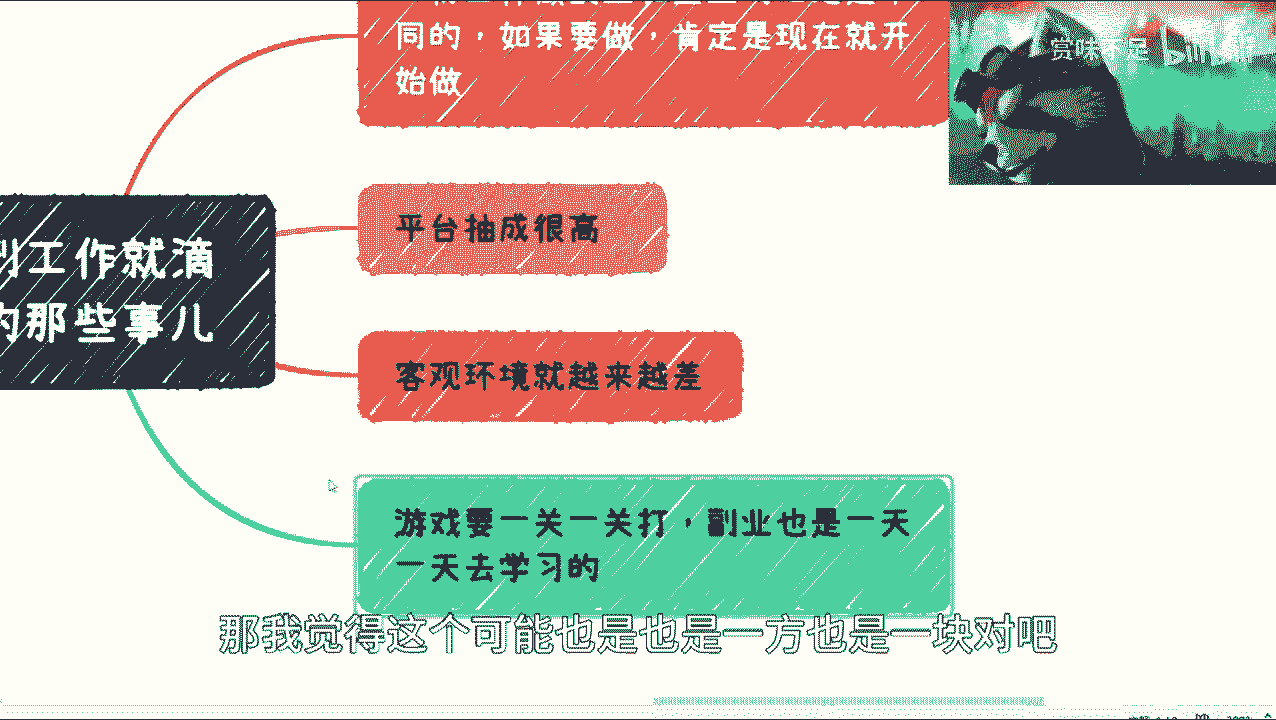 同的，如果要做，肯定是现在就开
始做
赏味不足
平台抽成很高
工作就滴
那些事儿
客观环境就越来越差
游戏要一关一关打，副业也是一天
一天去学习的
那我觉得这个可能也是也是一方也是一块对吧